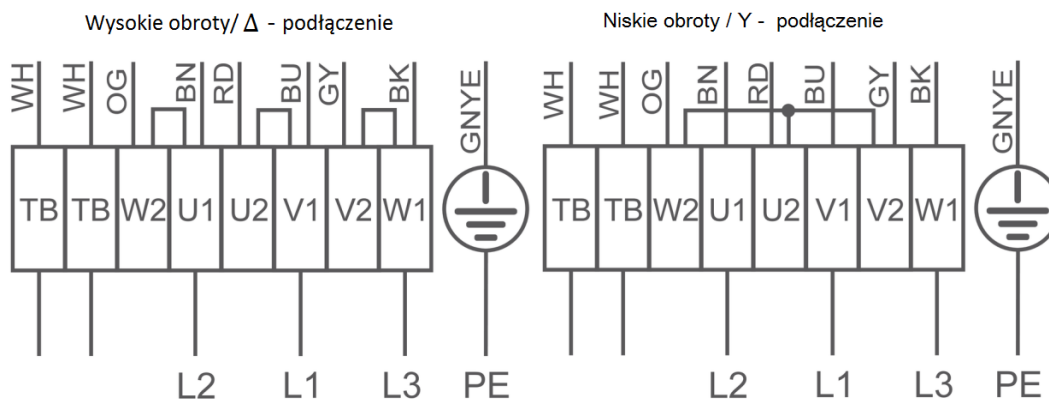 Wysokie obroty/ Δ - podłączenie
WH WH OG BN RD BU GY BK GNYE
TB TB W2 U1 U2 V1 V2 W1
L2 L1 L3 PE
Niskie obroty / Y - podłączenie
WH WH OG BN RD BU GY BK GNYE
TB TB W2 U1 U2 V1 V2 W1
L2 L1 L3 PE